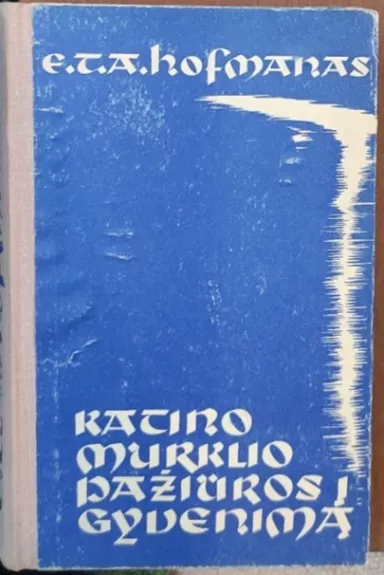 E.T.A. HOFMANAS
KATINO
MURKLIO
PAŽIŪROS Į
GYVENIMĄ